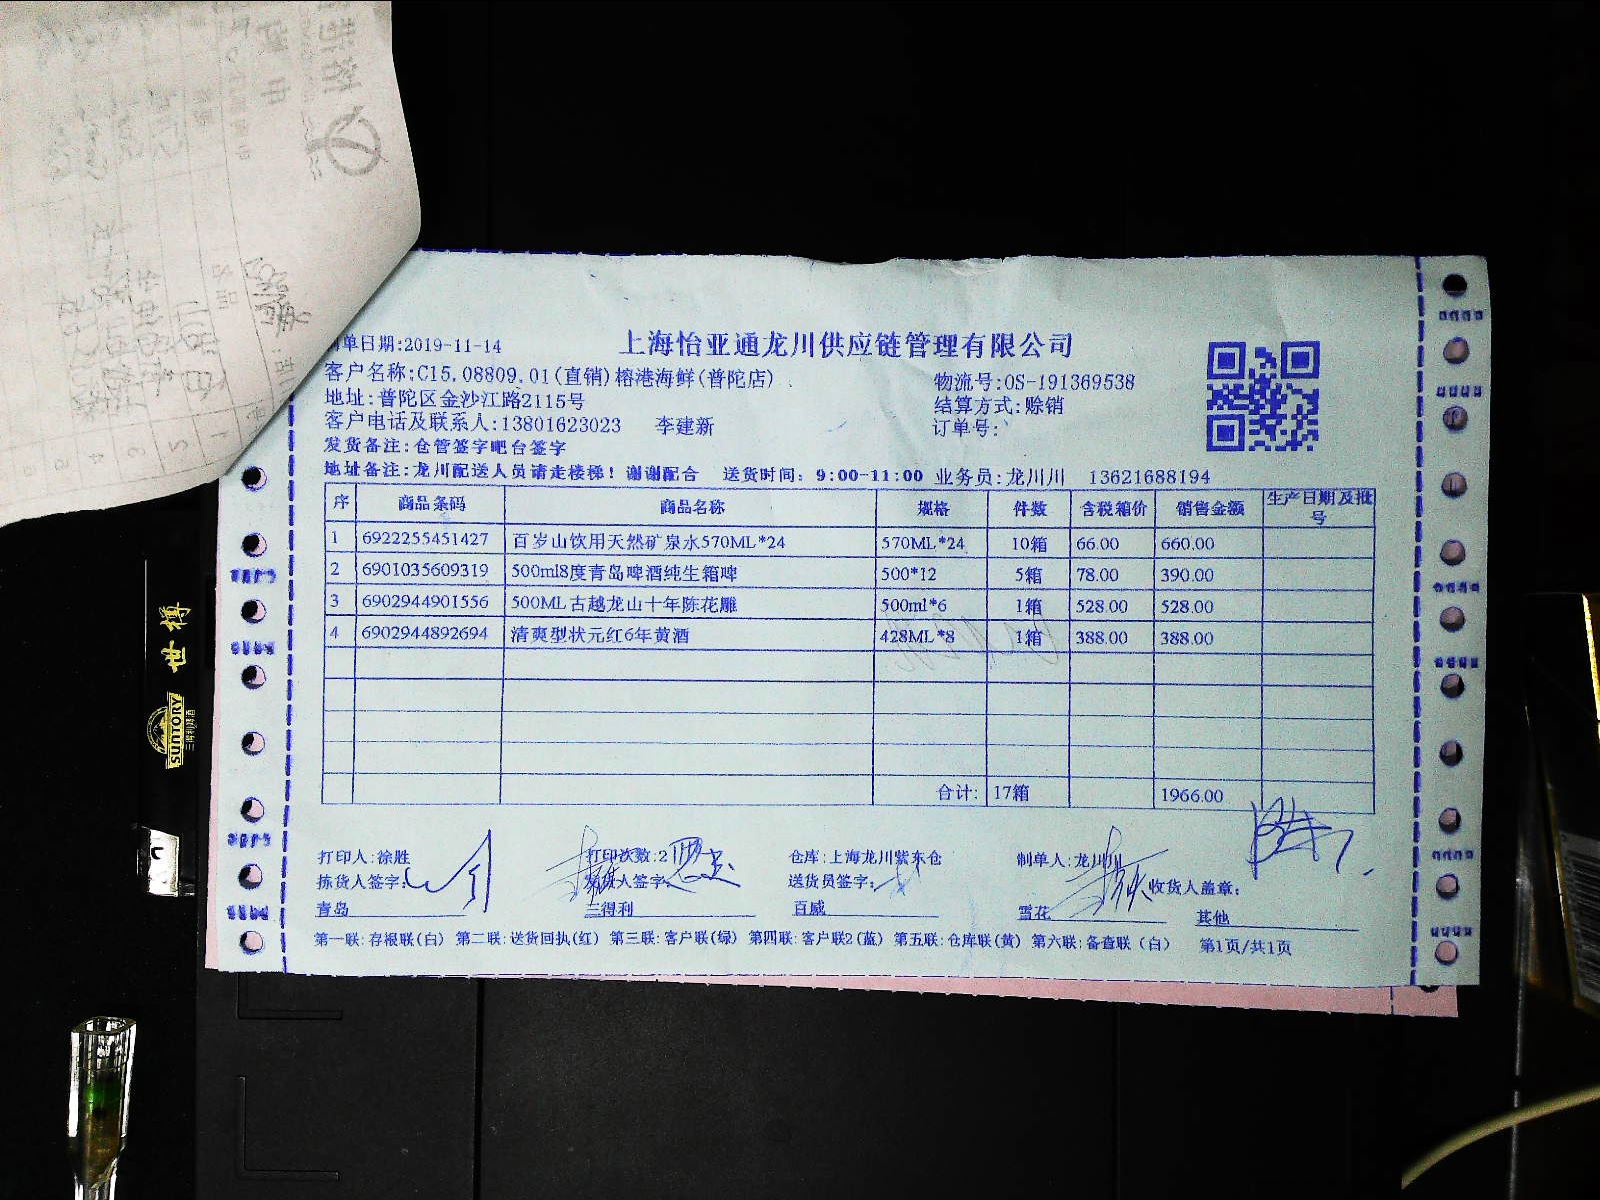 单日期:2019-11-14
上海怡亚通龙川供应链管理有限公司
客户名称:C15.08809.01(直销)榕港海鲜(普陀店)
物流号:OS-191369538
地址:普陀区金沙江路2115号
结算方式:赊销
客户电话及联系人:13801623023 李建新
订单号:
发货备注:仓管签字吧台签字
地址备注:龙川配送人员请走楼梯!谢谢配合 送货时间:9:00-11:00 业务员:龙川川 13621688194
序 商品条码 商品名称 规格 件数 含税箱价 销售金额 生产日期及批号
1 6922255451427 百岁山饮用天然矿泉水570ML*24 570ML*24 10箱 66.00 660.00
2 6901035609319 500ml8度青岛啤酒纯生箱啤 500*12 5箱 78.00 390.00
3 6902944901556 500ML古越龙山十年陈花雕 500ml*6 1箱 528.00 528.00
4 6902944892694 清爽型状元红6年黄酒 428ML*8 1箱 388.00 388.00
合计: 17箱 1966.00
打印人:徐胜 打印次数:2 仓库:上海龙川紫东仓 制单人:龙川川
拣货人签字: 发货人签字: 送货员签字: 收货人盖章:
青岛 三得利 百威 雪花 其他
第一联:存根联(白) 第二联:送货回执(红) 第三联:客户联(绿) 第四联:客户联2(蓝) 第五联:仓库联(黄) 第六联:备查联(白) 第1页/共1页
世樽
SUNTORY
三得利啤酒